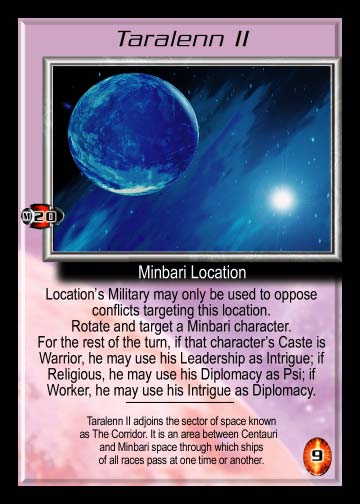 Taralenn II
M 20
Minbari Location
Location's Military may only be used to oppose
conflicts targeting this location.
Rotate and target a Minbari character.
For the rest of the turn, if that character's Caste is
Warrior, he may use his Leadership as Intrigue; if
Religious, he may use his Diplomacy as Psi; if
Worker, he may use his Intrigue as Diplomacy.
Taralenn II adjoins the sector of space known
as The Corridor. It is an area between Centauri
and Minbari space through which ships
of all races pass at one time or another.
9